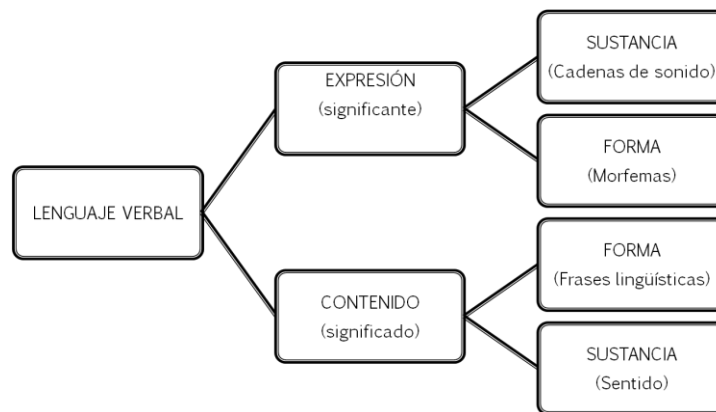 LENGUAJE VERBAL
EXPRESIÓN
(significante)
SUSTANCIA
(Cadenas de sonido)
FORMA
(Morfemas)
CONTENIDO
(significado)
FORMA
(Frases lingüísticas)
SUSTANCIA
(Sentido)